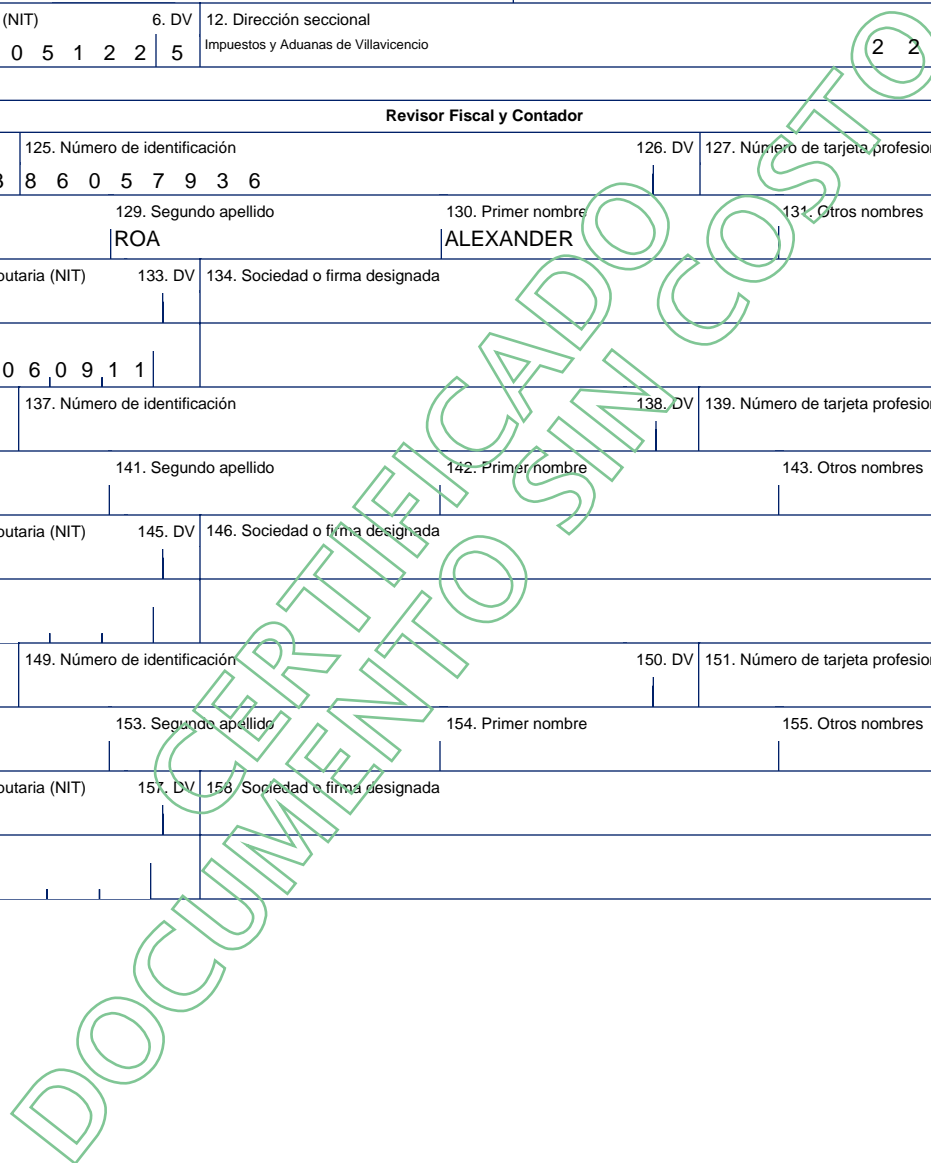 (NIT) 6. DV 12. Dirección seccional
0 5 1 2 2 5 Impuestos y Aduanas de Villavicencio 2 2
Revisor Fiscal y Contador
125. Número de identificación 126. DV 127. Número de tarjeta profesion
8 6 0 5 7 9 3 6
129. Segundo apellido 130. Primer nombre 131. Otros nombres
ROA ALEXANDER
butaria (NIT) 133. DV 134. Sociedad o firma designada
0 6 0 9 1 1
137. Número de identificación 138. DV 139. Número de tarjeta profesion
141. Segundo apellido 142. Primer nombre 143. Otros nombres
butaria (NIT) 145. DV 146. Sociedad o firma designada
149. Número de identificación 150. DV 151. Número de tarjeta profesion
153. Segundo apellido 154. Primer nombre 155. Otros nombres
butaria (NIT) 157. DV 158. Sociedad o firma designada
CERTIFICADO
DOCUMENTO SIN COSTO